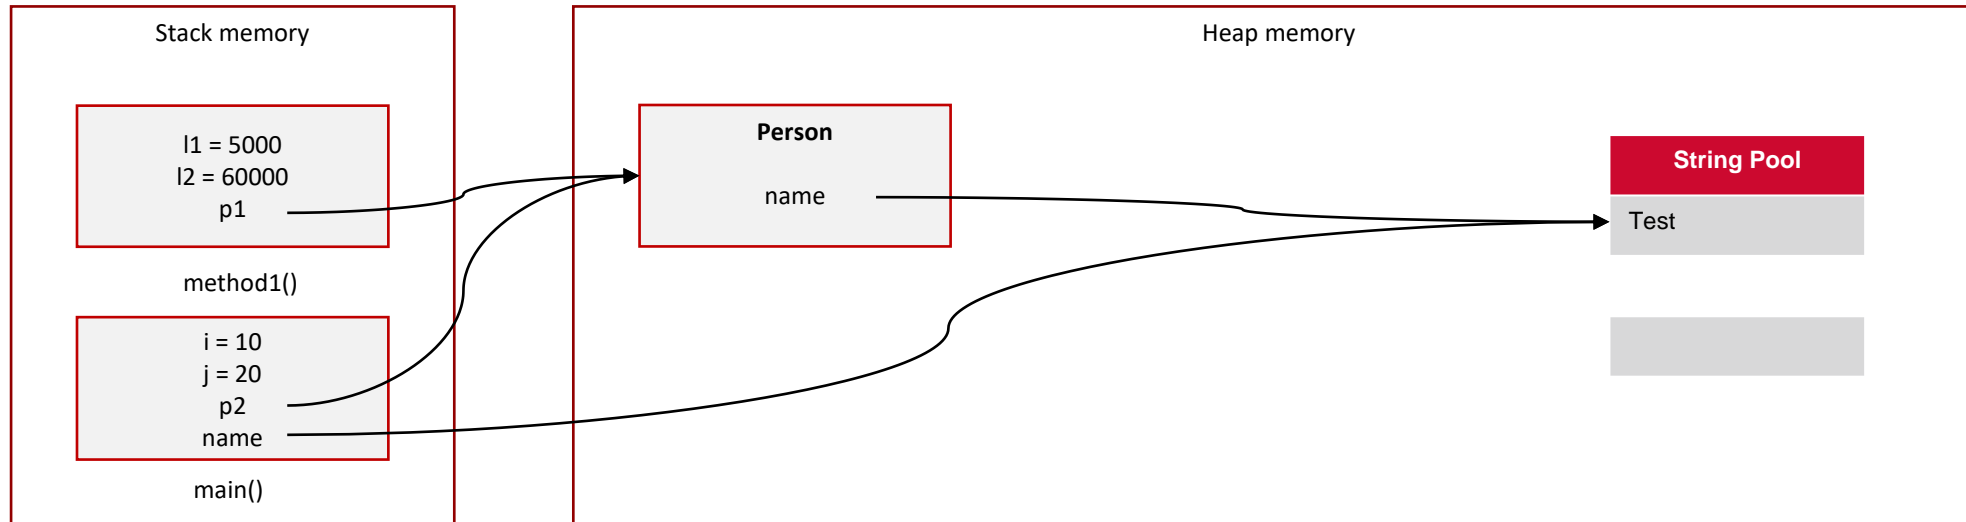 Stack memory
l1 = 5000
l2 = 60000
p1
method1()
i = 10
j = 20
p2
name
main()
Heap memory
Person
name
String Pool
Test